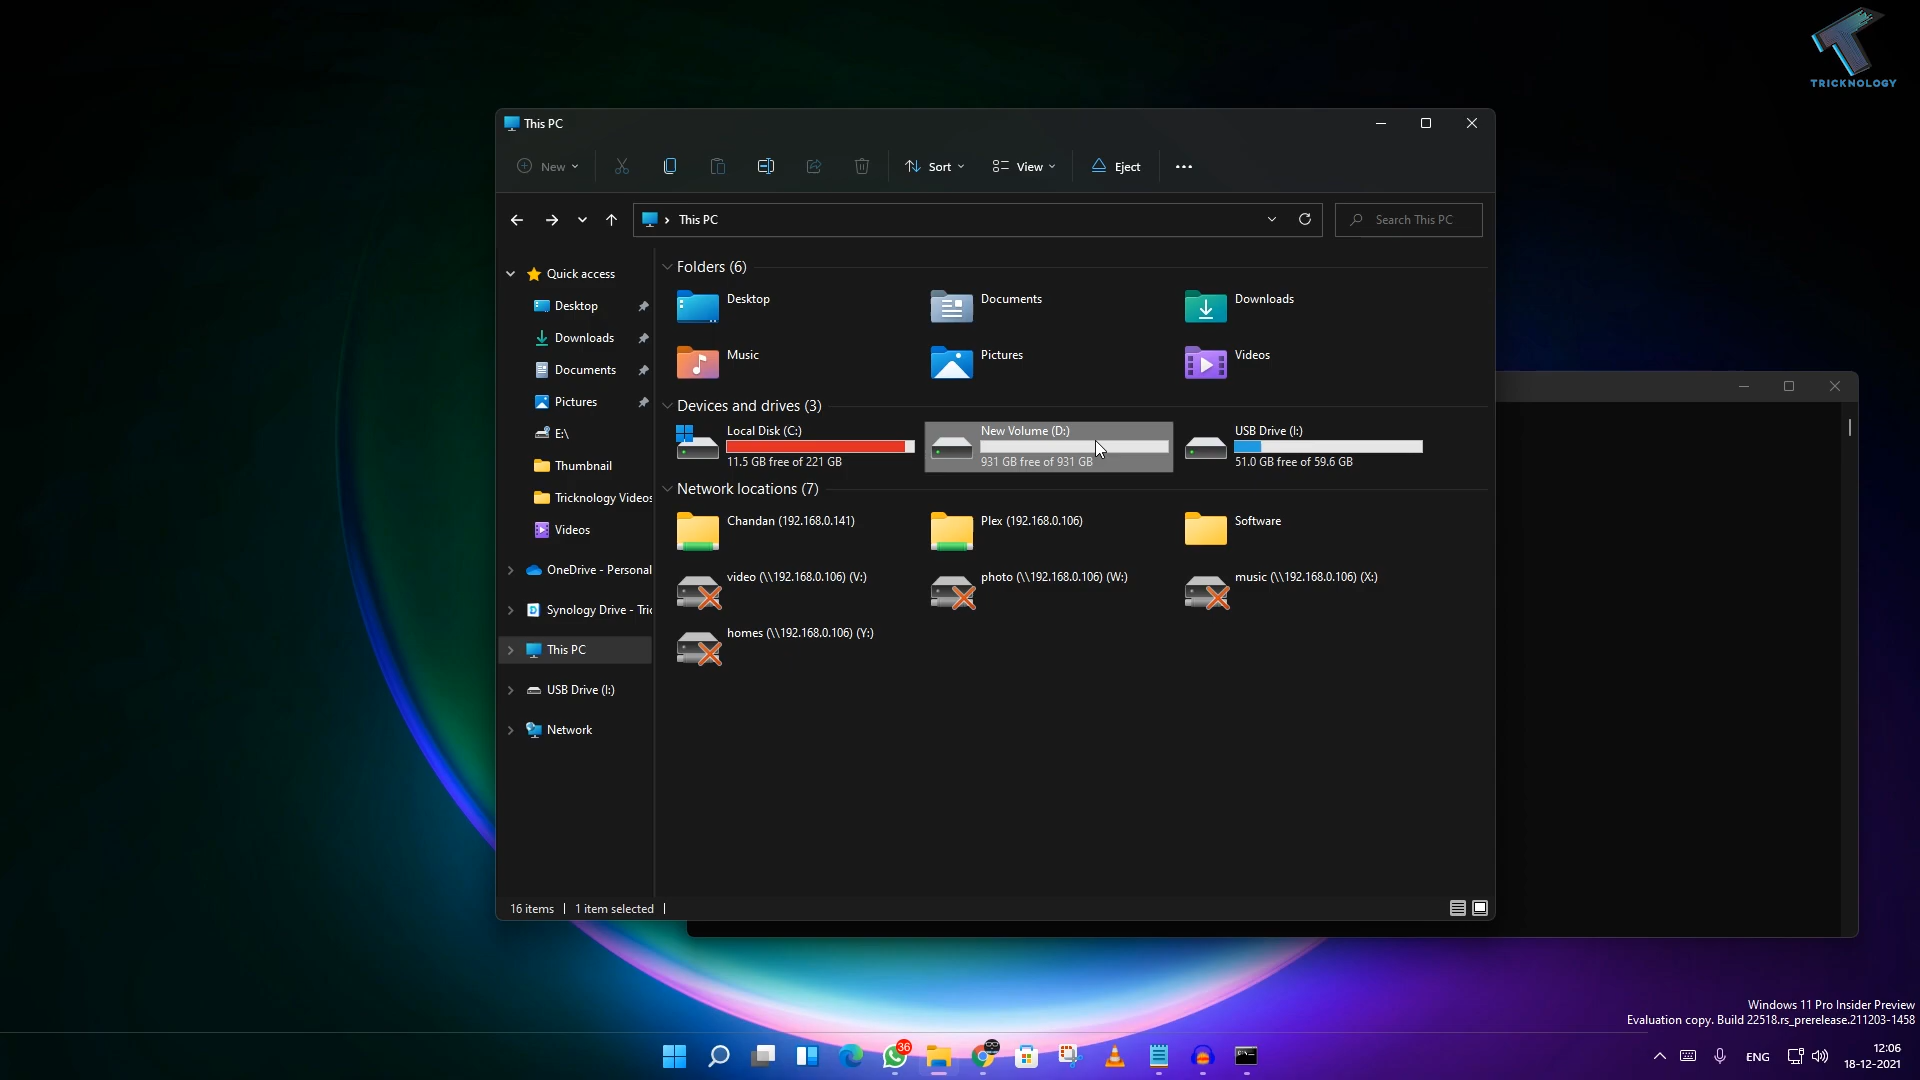 TRICKNOLOGY
This PC
New
Sort
View
Eject
This PC
Search This PC
Quick access
Desktop
Downloads
Documents
Pictures
E:\
Thumbnail
Tricknology Videos
Videos
OneDrive - Personal
Synology Drive - Tric
This PC
USB Drive (I:)
Network
Folders (6)
Desktop
Documents
Downloads
Music
Pictures
Videos
Devices and drives (3)
Local Disk (C:)
11.5 GB free of 221 GB
New Volume (D:)
931 GB free of 931 GB
USB Drive (I:)
51.0 GB free of 59.6 GB
Network locations (7)
Chandan (192.168.0.141)
Plex (192.168.0.106)
Software
video (\\192.168.0.106) (V:)
photo (\\192.168.0.106) (W:)
music (\\192.168.0.106) (X:)
homes (\\192.168.0.106) (Y:)
16 items
1 item selected
Windows 11 Pro Insider Preview
Evaluation copy. Build 22518.rs_prerelease.211203-1458
36
ENG
12:06
18-12-2021